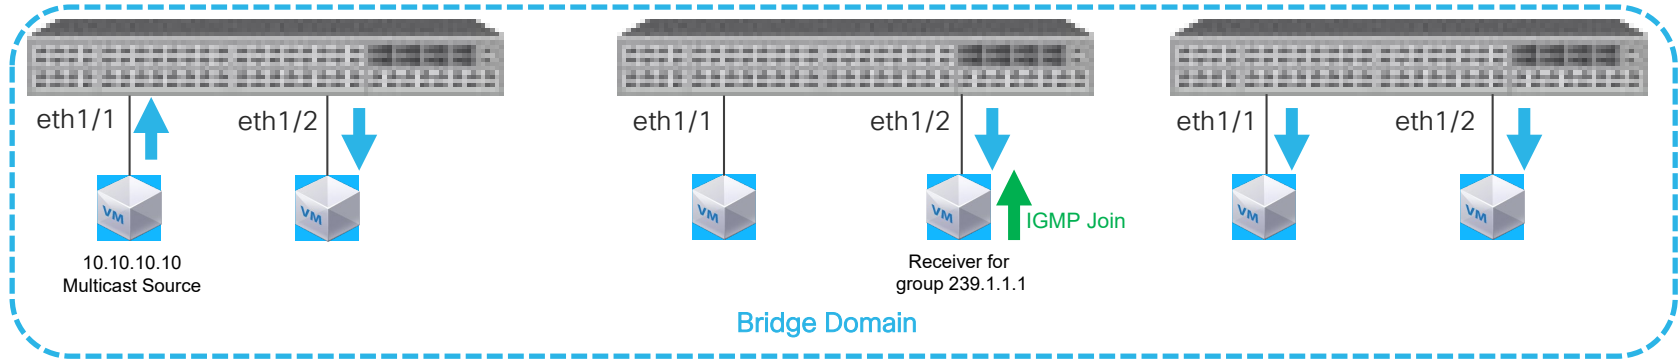 eth1/1
eth1/2
eth1/1
eth1/2
eth1/1
eth1/2
VM
VM
VM
VM
VM
VM
IGMP Join
10.10.10.10
Multicast Source
Receiver for
group 239.1.1.1
Bridge Domain